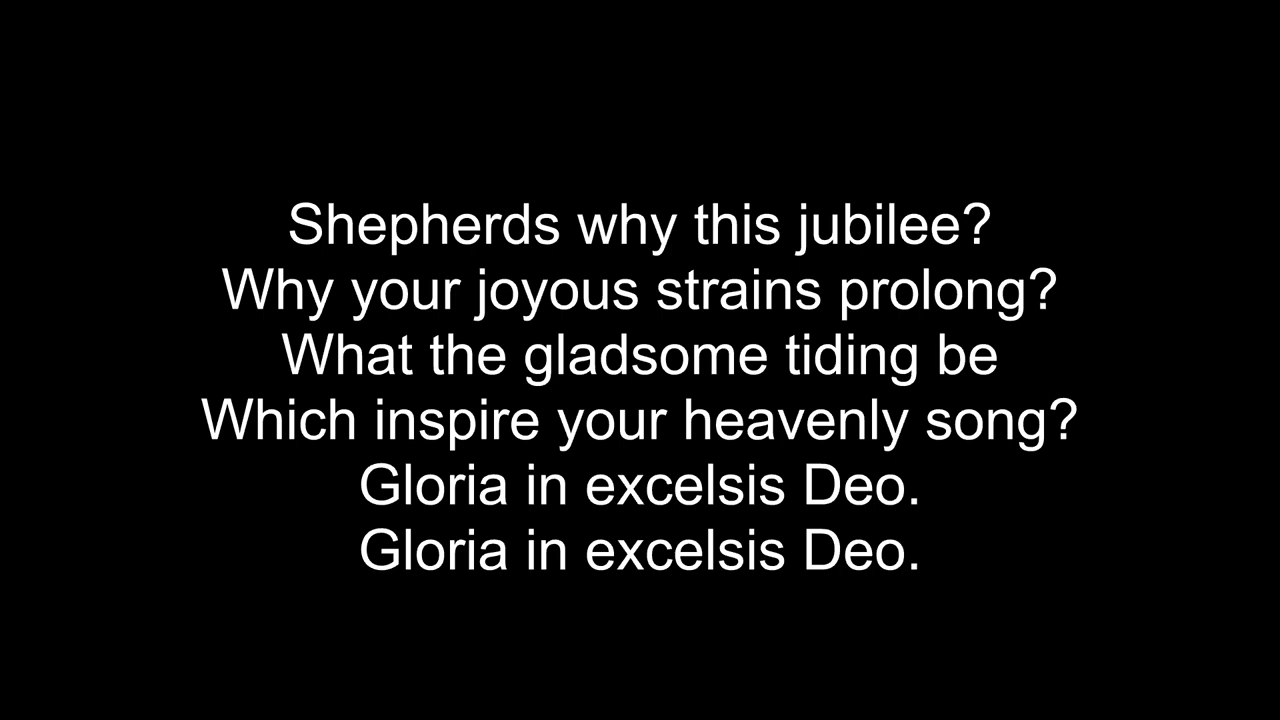 Shepherds why this jubilee?
Why your joyous strains prolong?
What the gladsome tiding be
Which inspire your heavenly song?
Gloria in excelsis Deo.
Gloria in excelsis Deo.